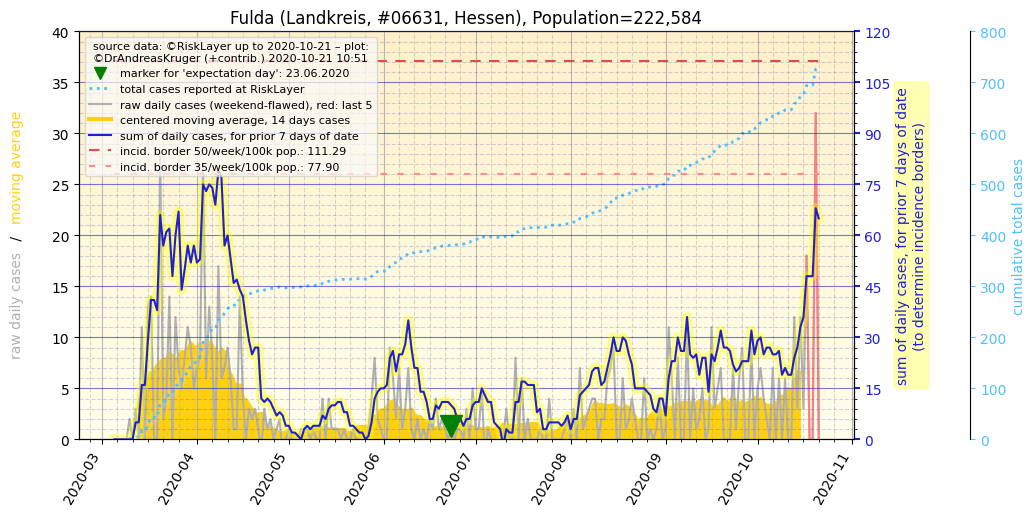 Fulda (Landkreis, #06631, Hessen), Population=222,584
source data: ©RiskLayer up to 2020-10-21 – plot:
©DrAndreasKruger (+contrib.) 2020-10-21 10:51
marker for 'expectation day': 23.06.2020
total cases reported at RiskLayer
raw daily cases (weekend-flawed), red: last 5
centered moving average, 14 days cases
sum of daily cases, for prior 7 days of date
incid. border 50/week/100k pop.: 111.29
incid. border 35/week/100k pop.: 77.90
raw daily cases / moving average
40
35
30
25
20
15
10
5
0
120
105
90
75
60
45
30
15
0
sum of daily cases, for prior 7 days of date
(to determine incidence borders)
800
700
600
500
400
300
200
100
0
cumulative total cases
2020-03
2020-04
2020-05
2020-06
2020-07
2020-08
2020-09
2020-10
2020-11